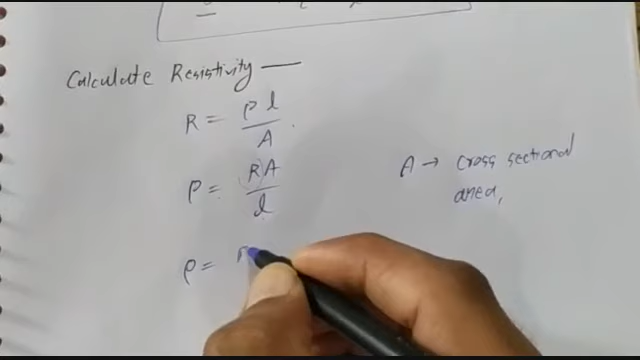 Calculate Resistivity —
R = ρl/A.
ρ = RA/l
A → cross sectional
area,
ρ = R